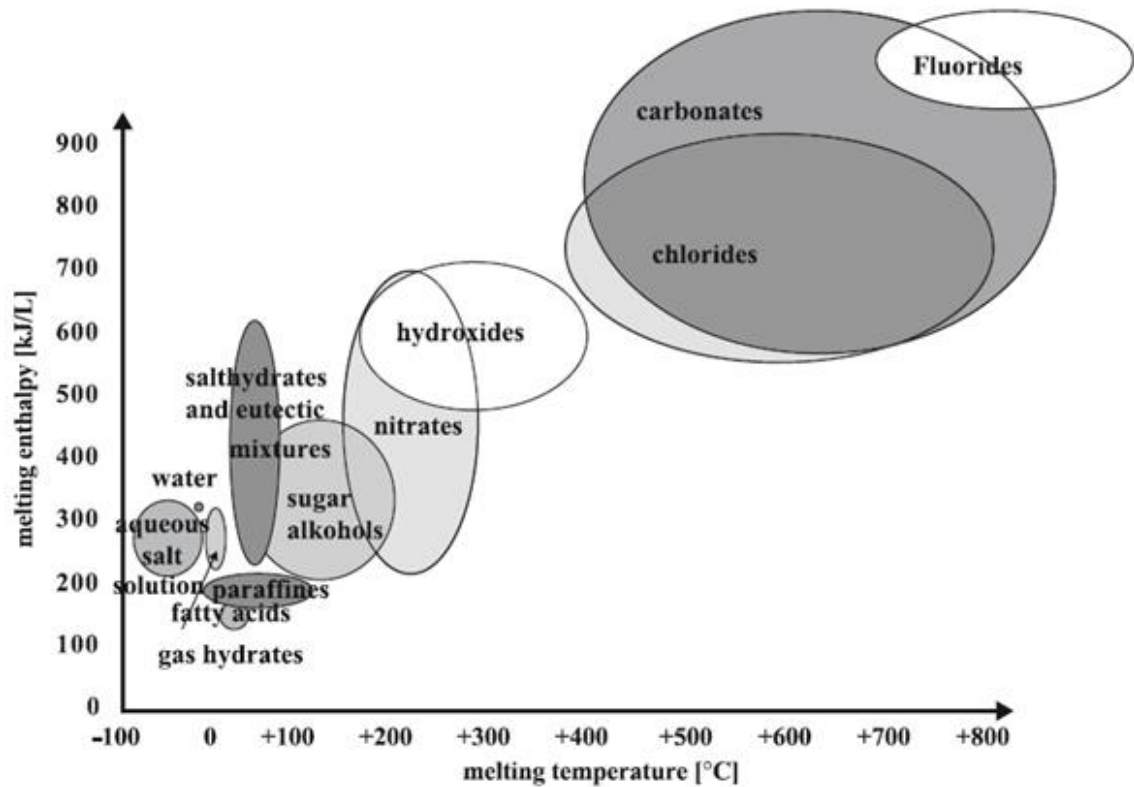 Fluorides
carbonates
900
800
chlorides
700
hydroxides
600
salthydrates
and eutectic
500
nitrates
mixtures
400
water
sugar
alkohols
300
aqueous
salt
solution
200
paraffines
fatty acids
100
gas hydrates
0
melting enthalpy [kJ/L]
-100 0 +100 +200 +300 +400 +500 +600 +700 +800
melting temperature [°C]